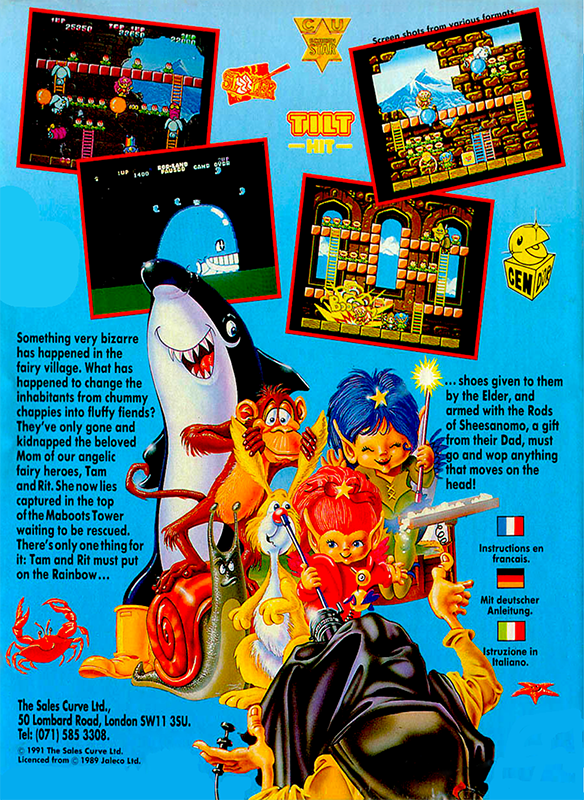 C U
SCREEN
STAR
Screen shots from various formats
SIZZLER
TILT
HIT
1UP
1400
ROD-LAND
PAUSED
GAME OVER
GEN D'OR
Something very bizarre
has happened in the
fairy village. What has
happened to change the
inhabitants from chummy
chappies into fluffy fiends?
They've only gone and
kidnapped the beloved
Mom of our angelic
fairy heroes, Tam
and Rit. She now lies
captured in the top
of the Maboots Tower
waiting to be rescued.
There's only one thing for
it: Tam and Rit must put
on the Rainbow...
... shoes given to them
by the Elder, and
armed with the Rods
of Sheesanomo, a gift
from their Dad, must
go and wop anything
that moves on the
head!
Instructions en
francais.
Mit deutscher
Anleitung.
Istruzione in
Italiano.
The Sales Curve Ltd.,
50 Lombard Road, London SW11 3SU.
Tel: (071) 585 3308.
© 1991 The Sales Curve Ltd.
Licenced from © 1989 Jaleco Ltd.